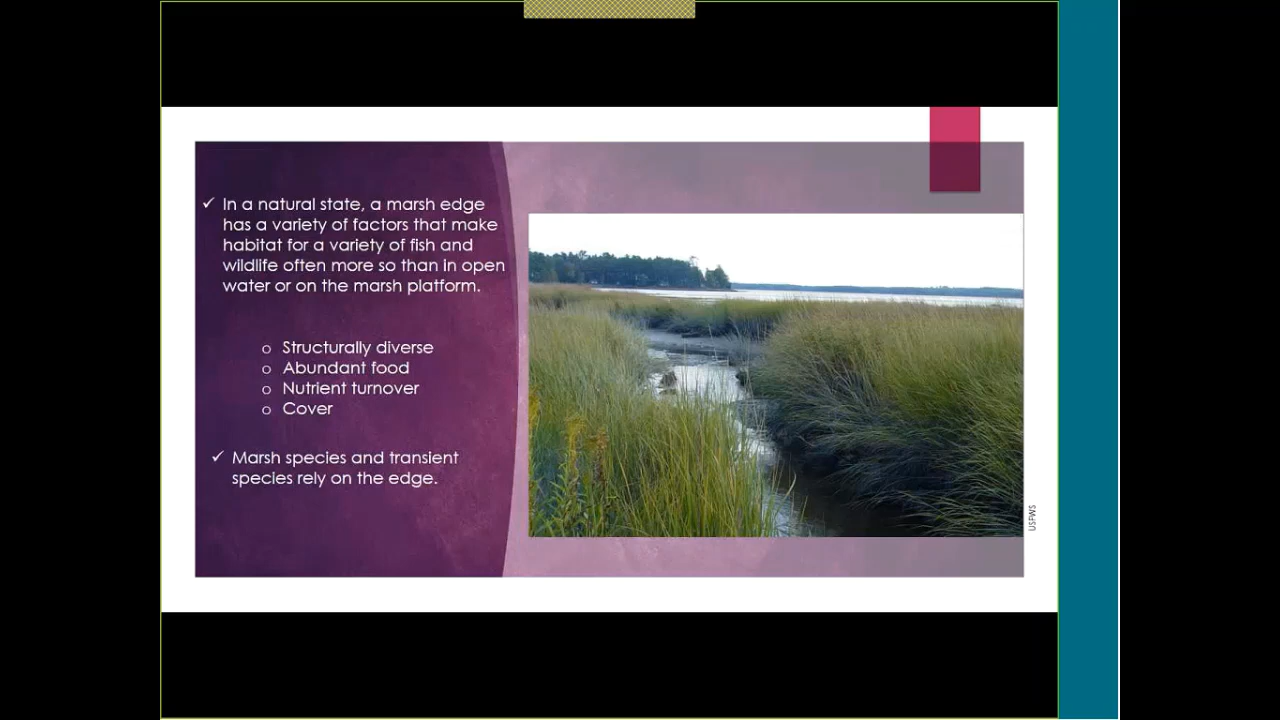 ✓ In a natural state, a marsh edge
has a variety of factors that make
habitat for a variety of fish and
wildlife often more so than in open
water or on the marsh platform.
o Structurally diverse
o Abundant food
o Nutrient turnover
o Cover
✓ Marsh species and transient
species rely on the edge.
USFWS